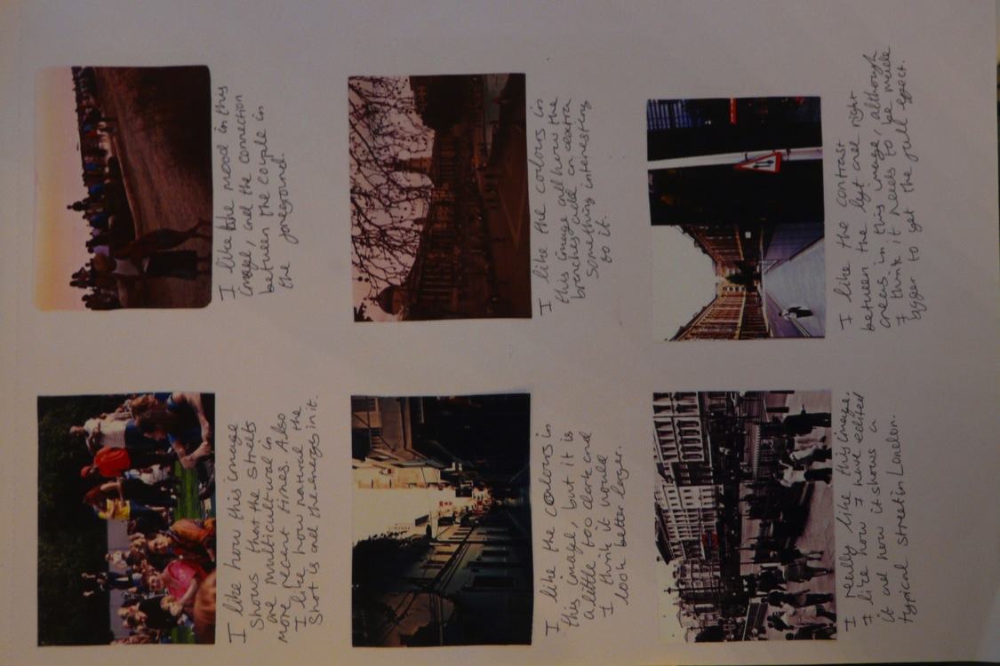 I like how this image
Shows that the streets
are multicultural in
more recent times. Also
I like how natural the
Shot is and the energy in it.
I like the mood in this
image, and the connection
between the couple in
the foreground.
I like the colours in
this image, but it is
a little too dark and
I think it would
look better larger.
I like the colours in
this image and how the
branches add an extra
something interesting
to it.
I really like this image.
I like how I have edited
it and how it shows a
typical street in London.
I like the contrast
between the left and right
areas in this image, although
I think it needs to be made
bigger to get the full effect.